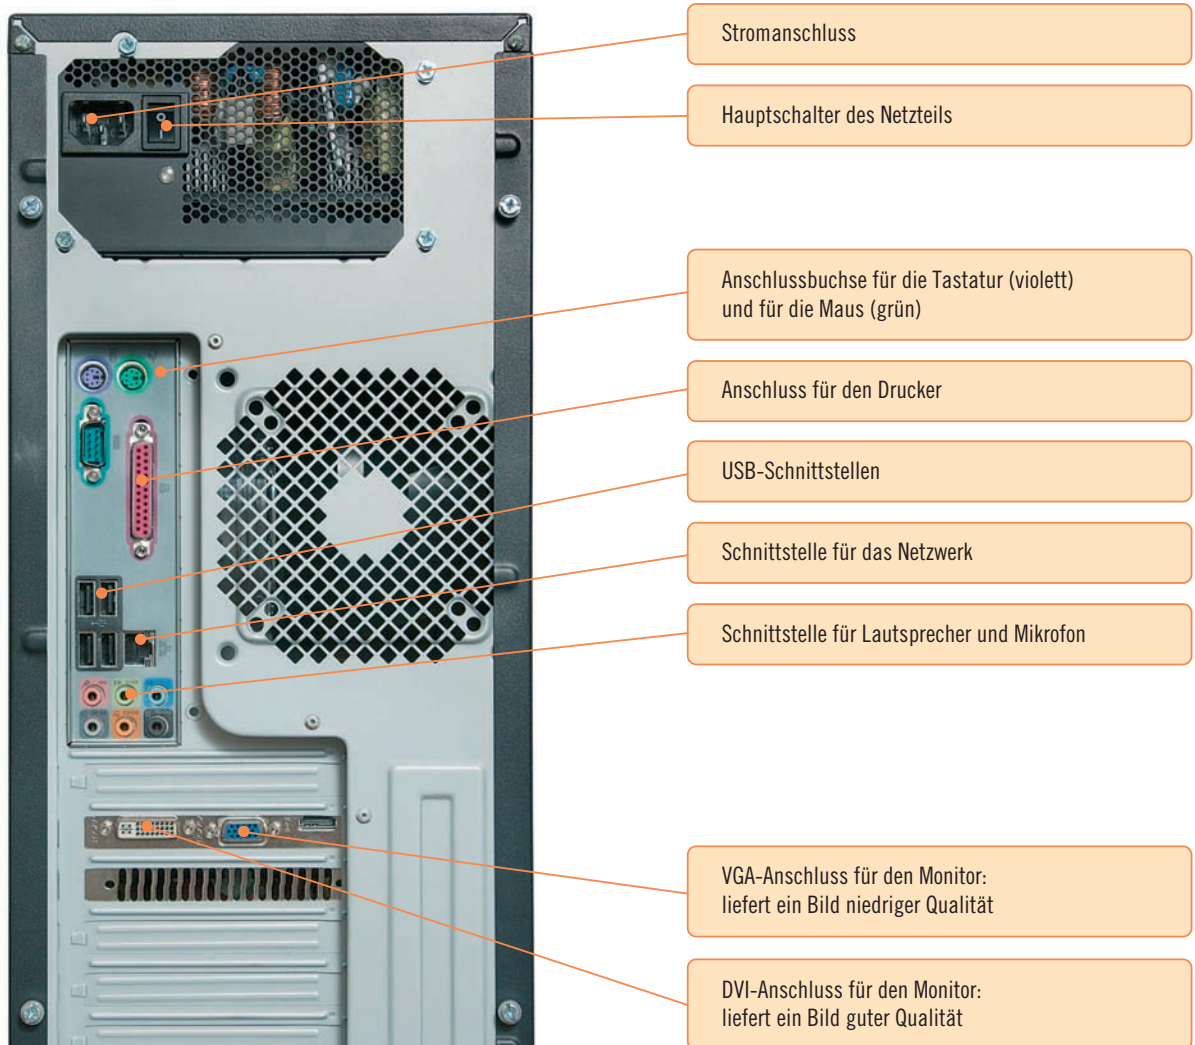 Stromanschluss
Hauptschalter des Netzteils
Anschlussbuchse für die Tastatur (violett)
und für die Maus (grün)
Anschluss für den Drucker
USB-Schnittstellen
Schnittstelle für das Netzwerk
Schnittstelle für Lautsprecher und Mikrofon
VGA-Anschluss für den Monitor:
liefert ein Bild niedriger Qualität
DVI-Anschluss für den Monitor:
liefert ein Bild guter Qualität